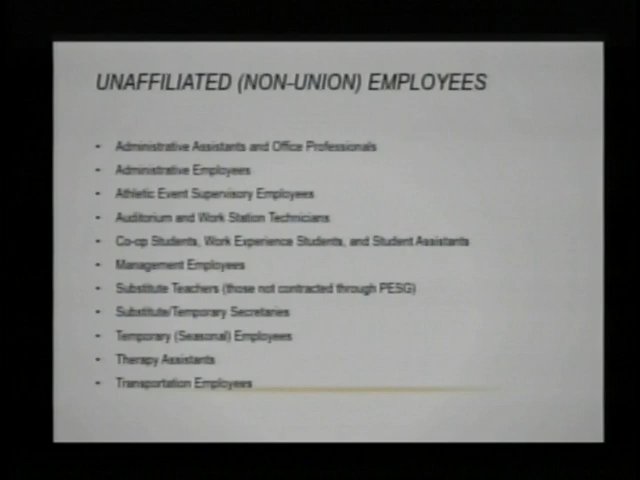 UNAFFILIATED (NON-UNION) EMPLOYEES
• Administrative Assistants and Office Professionals
• Administrative Employees
• Athletic Event Supervisory Employees
• Auditorium and Work Station Technicians
• Co-op Students, Work Experience Students, and Student Assistants
• Management Employees
• Substitute Teachers (those not contracted through PESG)
• Substitute/Temporary Secretaries
• Temporary (Seasonal) Employees
• Therapy Assistants
• Transportation Employees